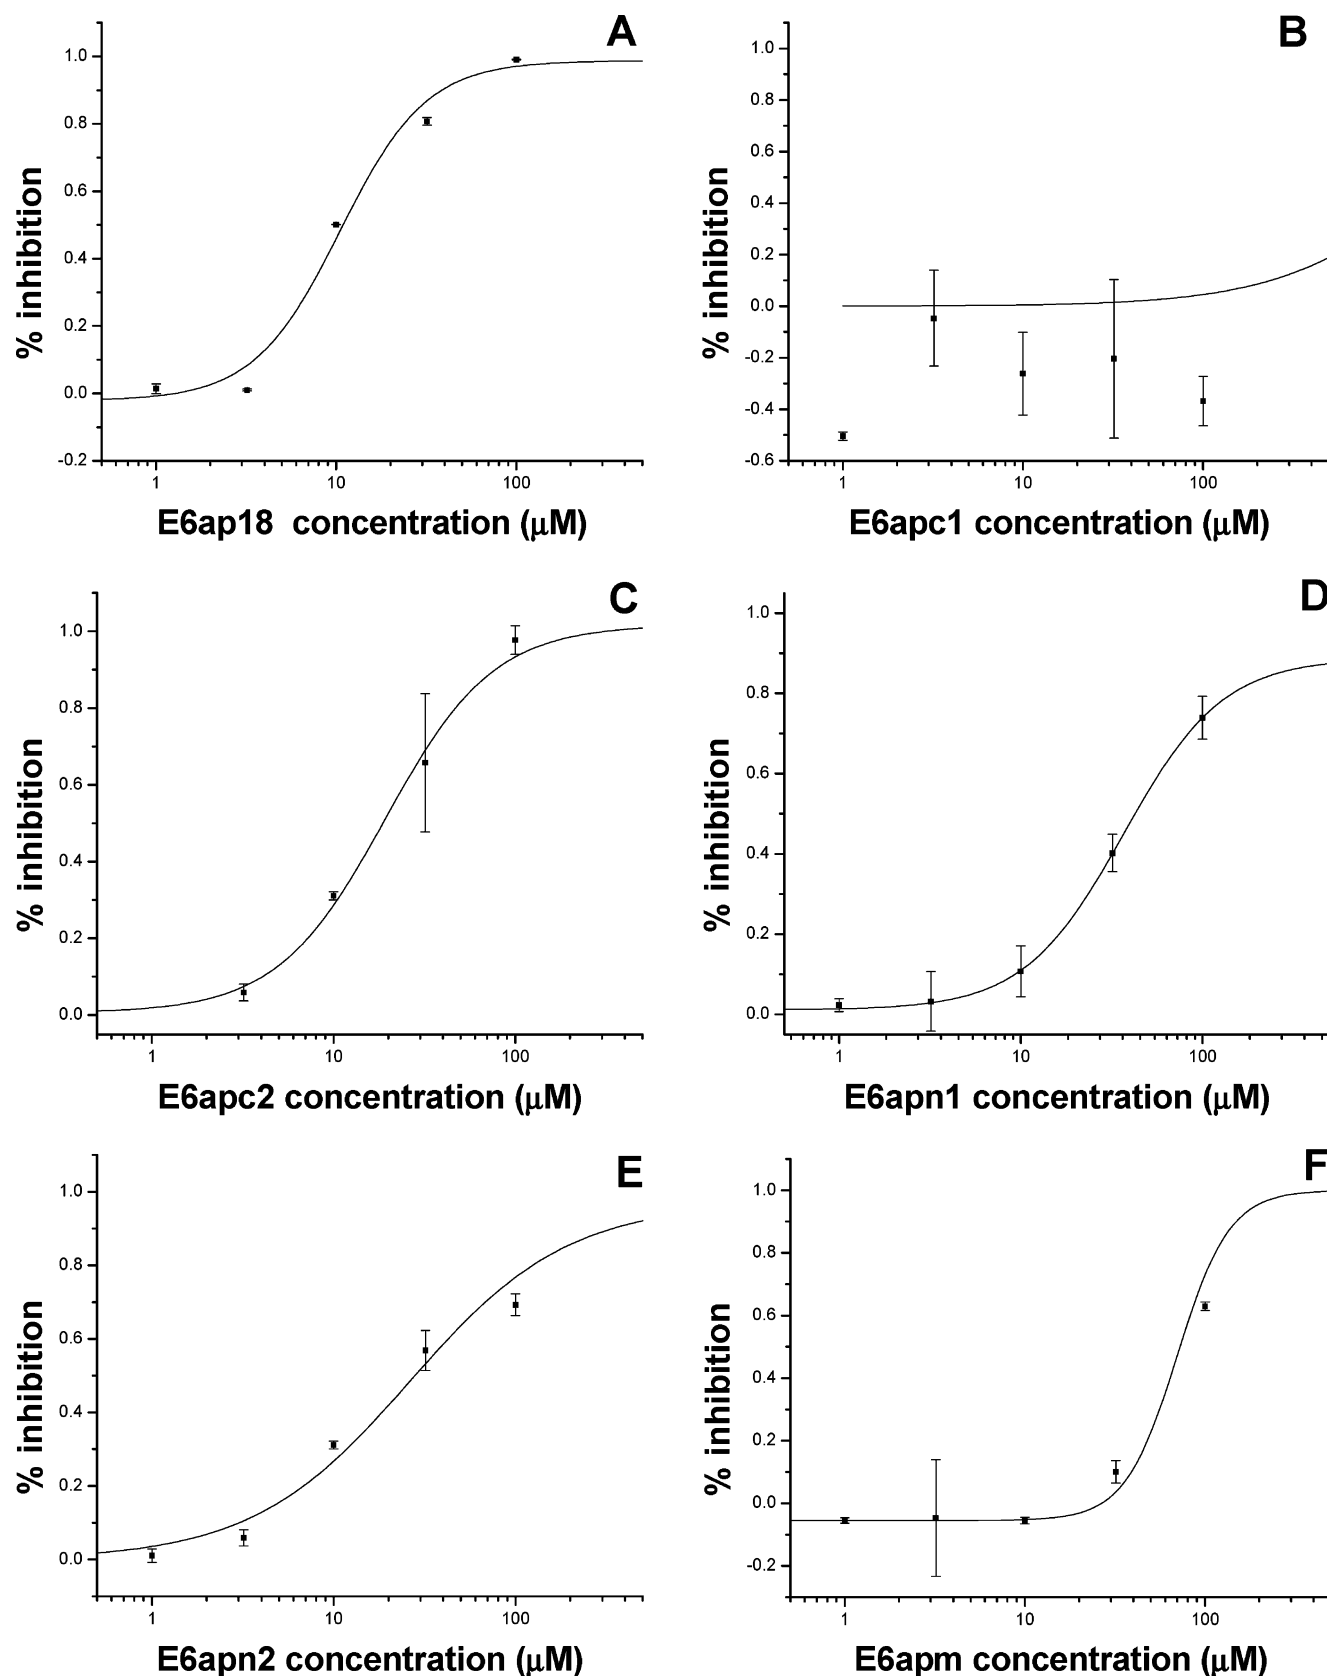 A
% inhibition
1.0
0.8
0.6
0.4
0.2
0.0
-0.2
1 10 100
E6ap18 concentration (μM)
B
% inhibition
1.0
0.8
0.6
0.4
0.2
0.0
-0.2
-0.4
-0.6
1 10 100
E6apc1 concentration (μM)
C
% inhibition
1.0
0.8
0.6
0.4
0.2
0.0
1 10 100
E6apc2 concentration (μM)
D
% inhibition
1.0
0.8
0.6
0.4
0.2
0.0
1 10 100
E6apn1 concentration (μM)
E
% inhibition
1.0
0.8
0.6
0.4
0.2
0.0
1 10 100
E6apn2 concentration (μM)
F
% inhibition
1.0
0.8
0.6
0.4
0.2
0.0
-0.2
1 10 100
E6apm concentration (μM)